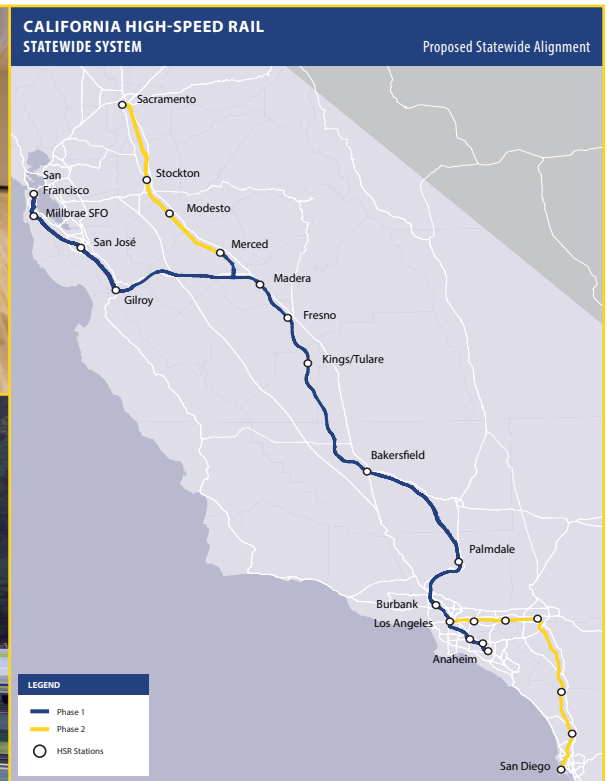 CALIFORNIA HIGH-SPEED RAIL
STATEWIDE SYSTEM
Proposed Statewide Alignment
Sacramento
Stockton
San
Francisco
Modesto
Millbrae SFO
San José
Merced
Madera
Gilroy
Fresno
Kings/Tulare
Bakersfield
Palmdale
Burbank
Los Angeles
Anaheim
San Diego
LEGEND
Phase 1
Phase 2
HSR Stations